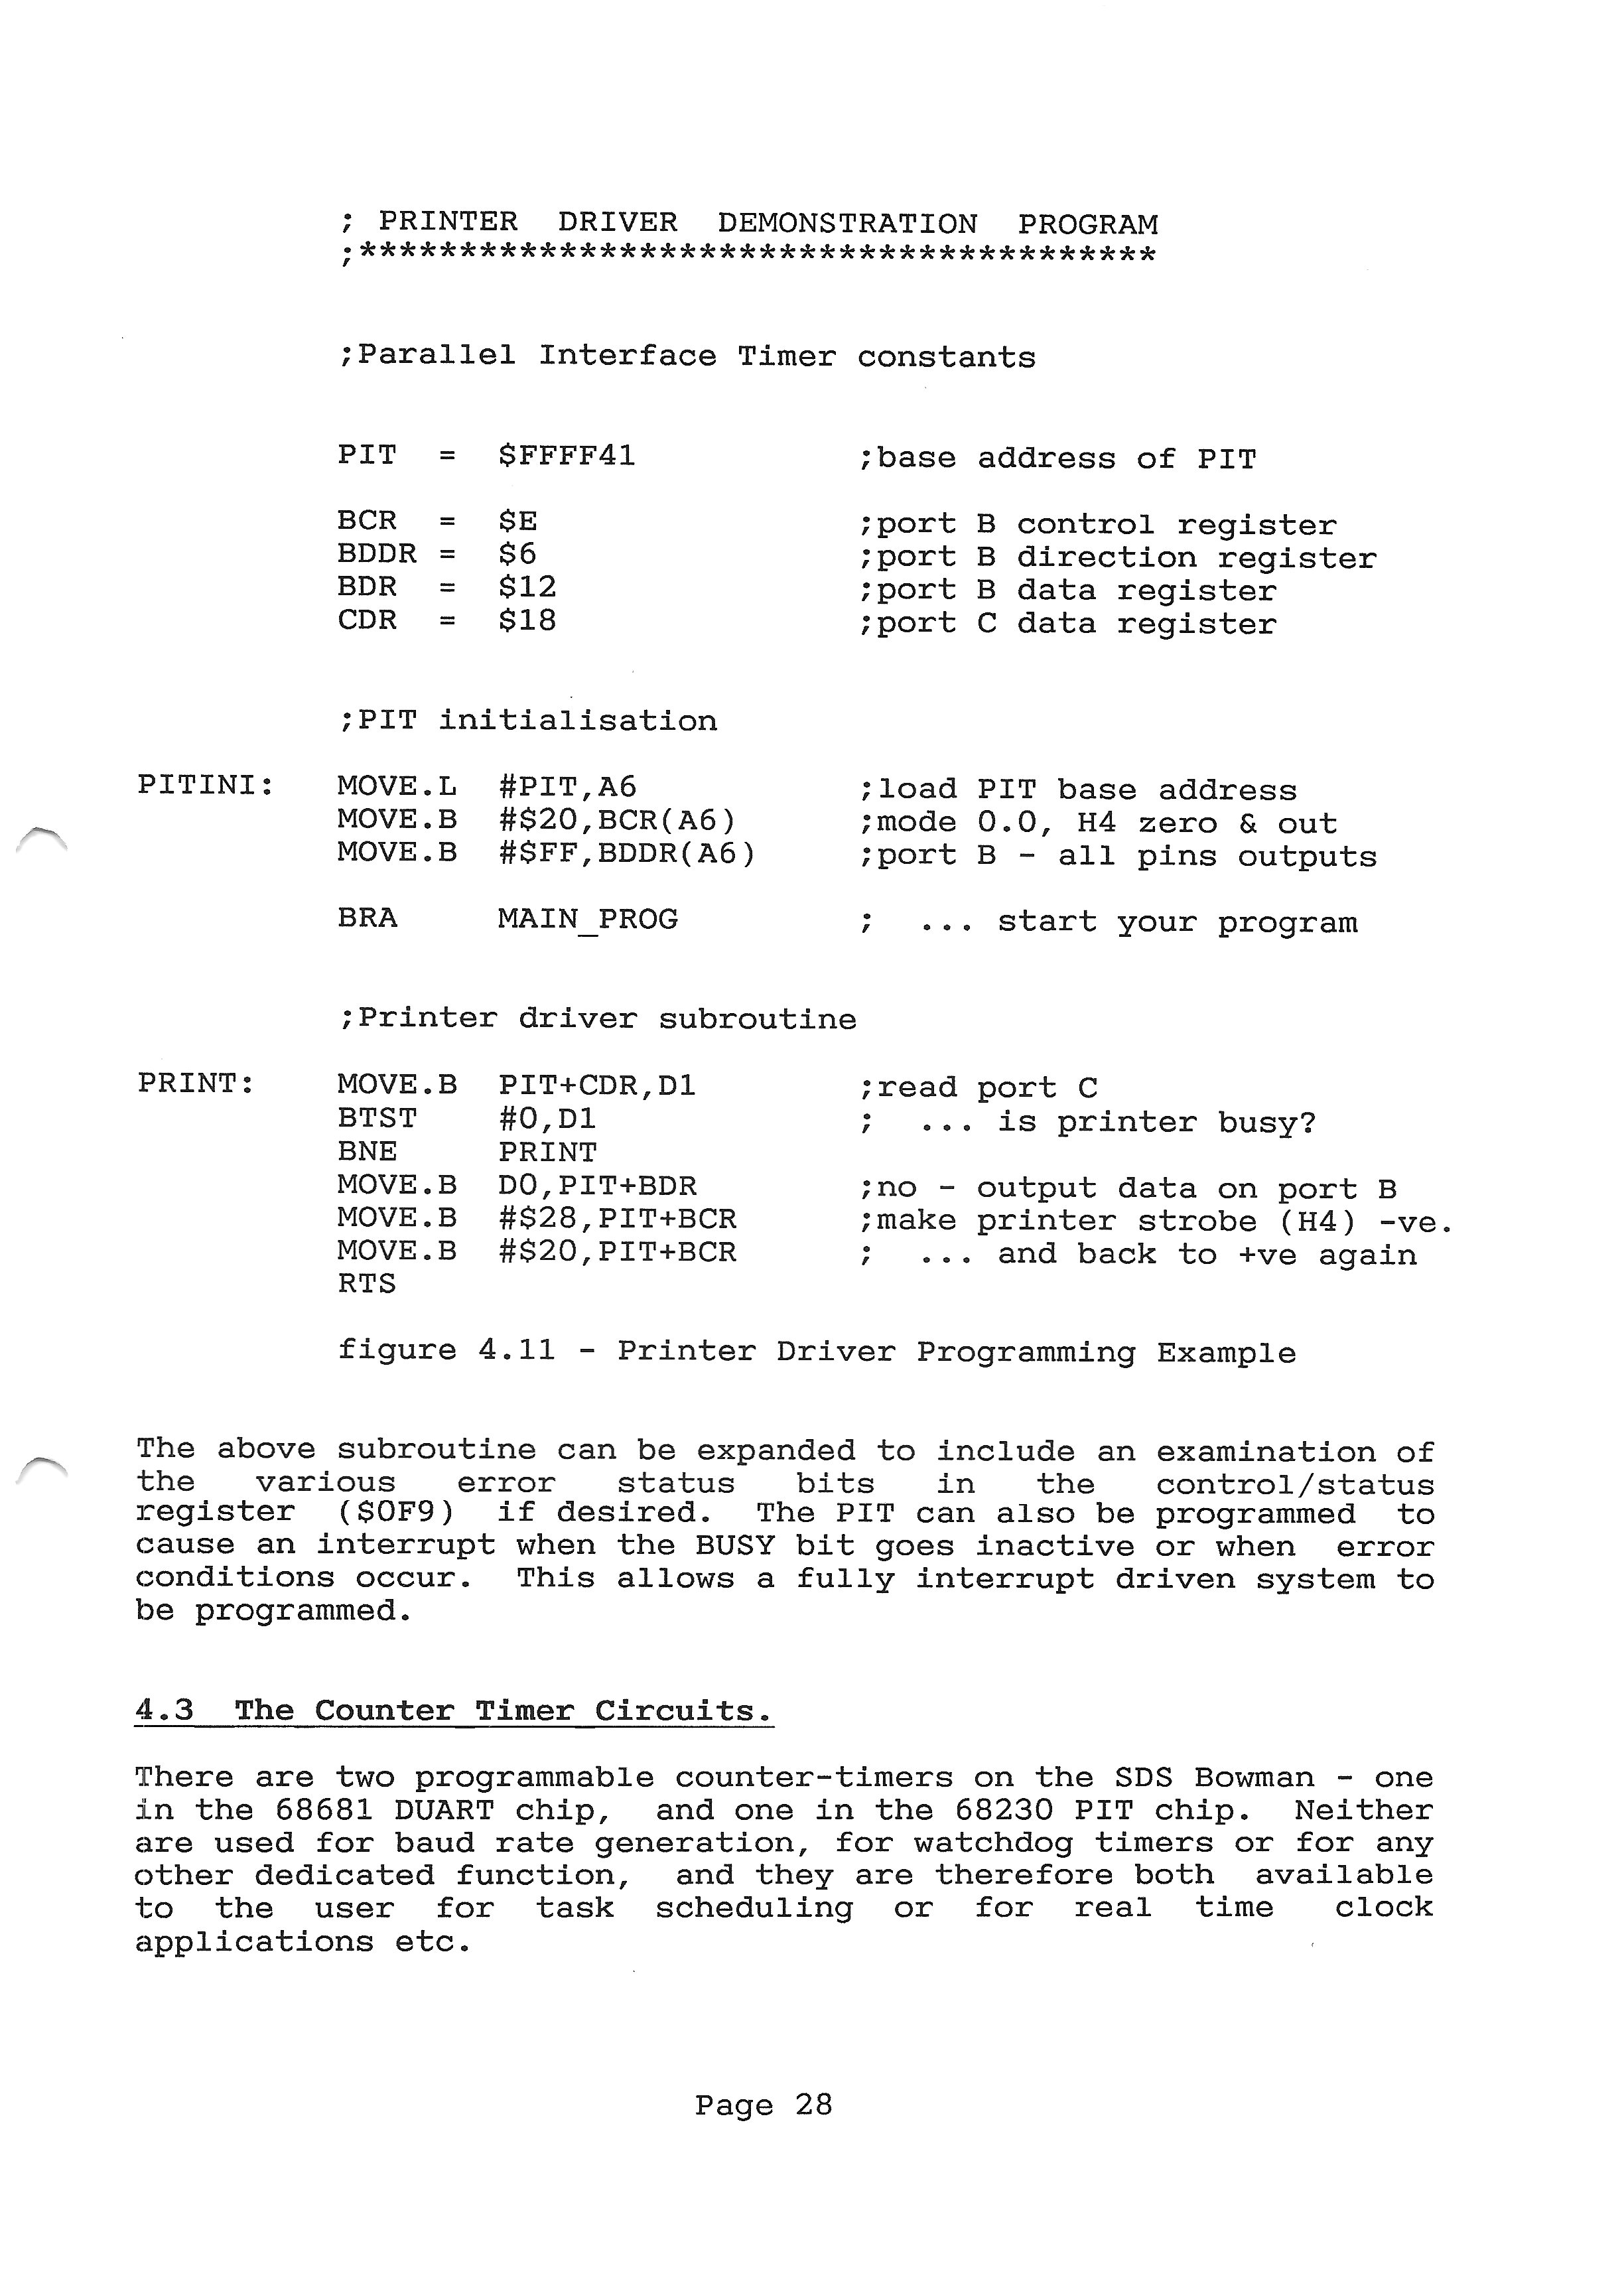 ; PRINTER  DRIVER  DEMONSTRATION  PROGRAM
;****************************************
;Parallel Interface Timer constants
PIT  =  $FFFF41  ;base address of PIT
BCR  =  $E  ;port B control register
BDDR =  $6  ;port B direction register
BDR  =  $12  ;port B data register
CDR  =  $18  ;port C data register
;PIT initialisation
PITINI:  MOVE.L  #PIT,A6  ;load PIT base address
MOVE.B  #$20,BCR(A6)  ;mode 0.0, H4 zero & out
MOVE.B  #$FF,BDDR(A6)  ;port B - all pins outputs
BRA  MAIN_PROG  ;  ... start your program
;Printer driver subroutine
PRINT:  MOVE.B  PIT+CDR,D1  ;read port C
BTST  #0,D1  ;  ... is printer busy?
BNE  PRINT
MOVE.B  D0,PIT+BDR  ;no - output data on port B
MOVE.B  #$28,PIT+BCR  ;make printer strobe (H4) -ve.
MOVE.B  #$20,PIT+BCR  ;  ... and back to +ve again
RTS
figure 4.11 - Printer Driver Programming Example
The above subroutine can be expanded to include an examination of
the various error status bits in the control/status
register ($0F9) if desired. The PIT can also be programmed to
cause an interrupt when the BUSY bit goes inactive or when error
conditions occur. This allows a fully interrupt driven system to
be programmed.
4.3  The Counter Timer Circuits.
There are two programmable counter-timers on the SDS Bowman - one
in the 68681 DUART chip, and one in the 68230 PIT chip. Neither
are used for baud rate generation, for watchdog timers or for any
other dedicated function, and they are therefore both available
to the user for task scheduling or for real time clock
applications etc.
Page 28